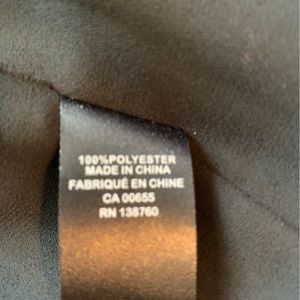 100%POLYESTER
MADE IN CHINA
FABRIQUÉ EN CHINE
CA 00655
RN 138760